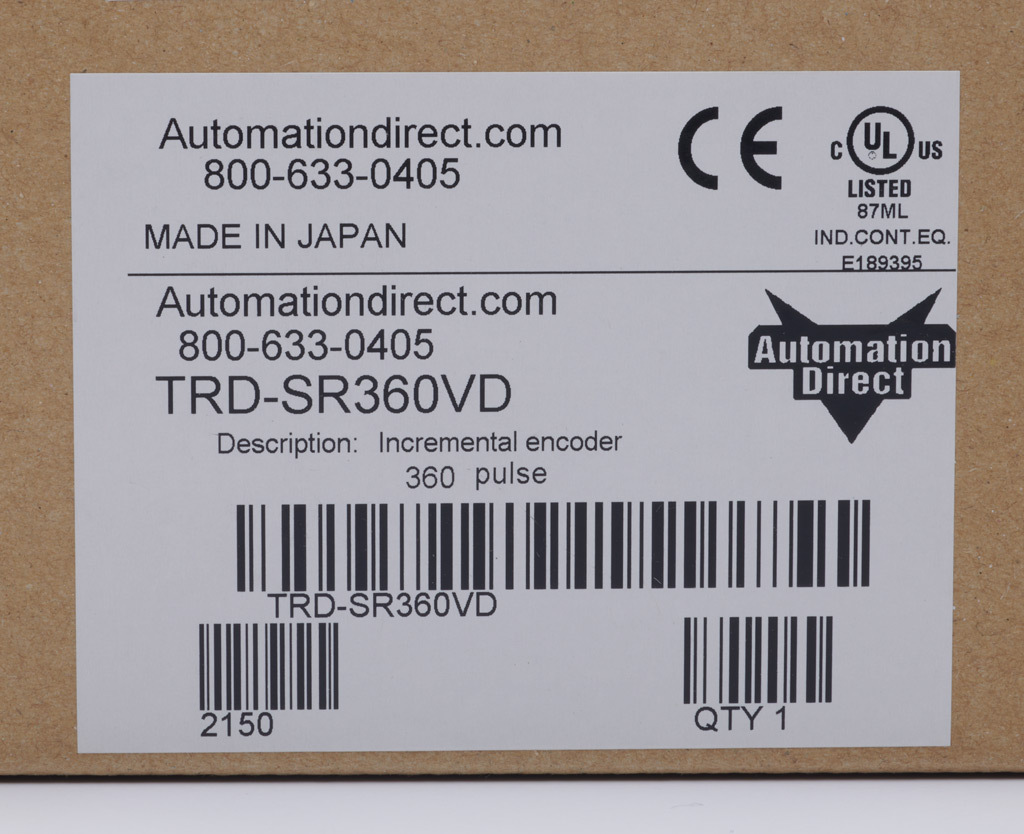 Automationdirect.com
800-633-0405
MADE IN JAPAN
CE
C UL US
LISTED
87ML
IND.CONT.EQ.
E189395
Automationdirect.com
800-633-0405
TRD-SR360VD
Automation
Direct
Description: Incremental encoder
360 pulse
TRD-SR360VD
2150
QTY 1